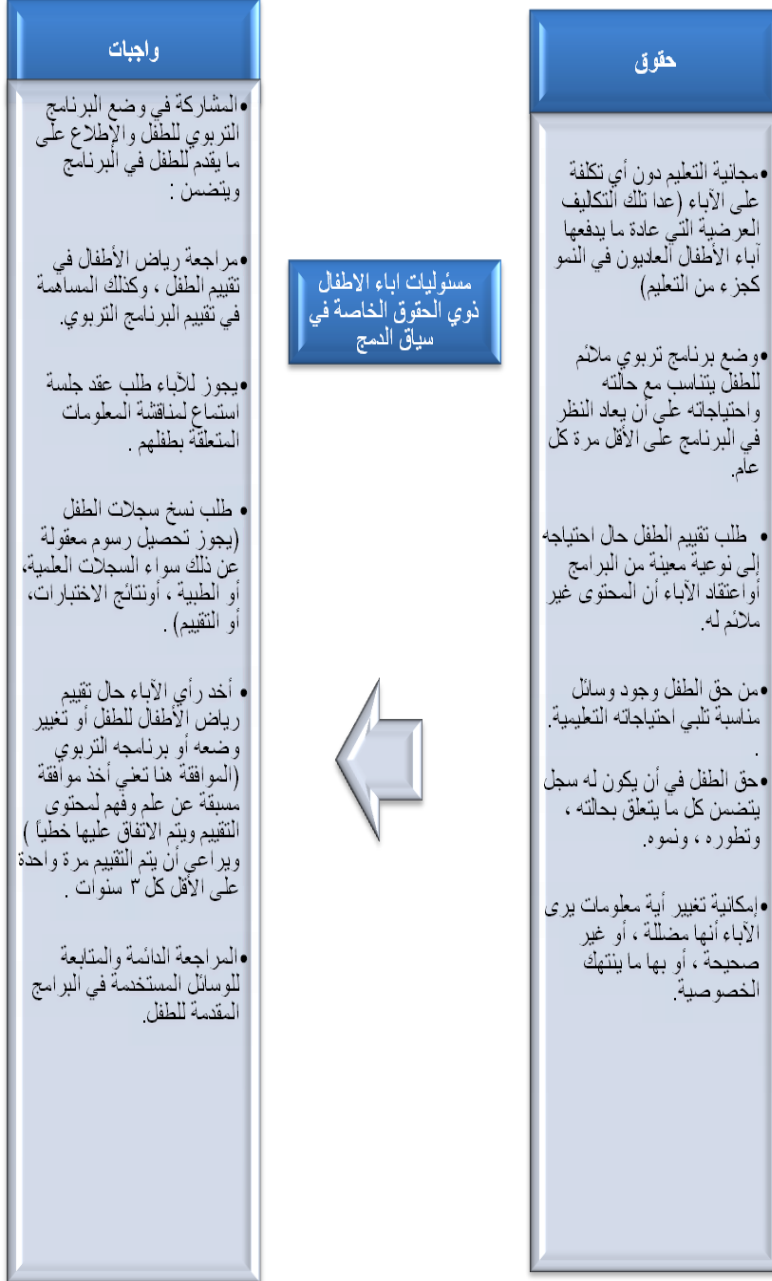 حقوق
•مجانية التعليم دون أي تكلفة
على الآباء (عدا تلك التكاليف
العرضية التي عادة ما يدفعها
آباء الأطفال العاديون في النمو
كجزء من التعليم)
•وضع برنامج تربوي ملائم
للطفل يتناسب مع حالته
واحتياجاته على أن يعاد النظر
في البرنامج على الأقل مرة كل
عام.
• طلب تقييم الطفل حال احتياجه
إلى نوعية معينة من البرامج
أواعتقاد الآباء أن المحتوى غير
ملائم له.
•من حق الطفل وجود وسائل
مناسبة تلبي احتياجاته التعليمية.
.
•حق الطفل في أن يكون له سجل
يتضمن كل ما يتعلق بحالته ،
وتطوره ، ونموه.
•إمكانية تغيير أية معلومات يرى
الآباء أنها مضللة ، أو غير
صحيحة ، أو بها ما ينتهك
الخصوصية.
مسئوليات اباء الاطفال
ذوي الحقوق الخاصة في
سياق الدمج
واجبات
•المشاركة في وضع البرنامج
التربوي للطفل والإطلاع على
ما يقدم للطفل في البرنامج
ويتضمن :
•مراجعة رياض الأطفال في
تقييم الطفل ، وكذلك المساهمة
في تقييم البرنامج التربوي.
•يجوز للآباء طلب عقد جلسة
استماع لمناقشة المعلومات
المتعلقة بطفلهم .
• طلب نسخ سجلات الطفل
(يجوز تحصيل رسوم معقولة
عن ذلك سواء السجلات العلمية،
أو الطبية ، أونتائج الاختبارات،
أو التقييم) .
• أخد رأي الآباء حال تقييم
رياض الأطفال للطفل أو تغيير
وضعه أو برنامجه التربوي
(الموافقة هنا تعني أخذ موافقة
مسبقة عن علم وفهم لمحتوى
التقييم ويتم الاتفاق عليها خطياً )
ويراعى أن يتم التقييم مرة واحدة
على الأقل كل ٣ سنوات .
•المراجعة الدائمة والمتابعة
للوسائل المستخدمة في البرامج
المقدمة للطفل.